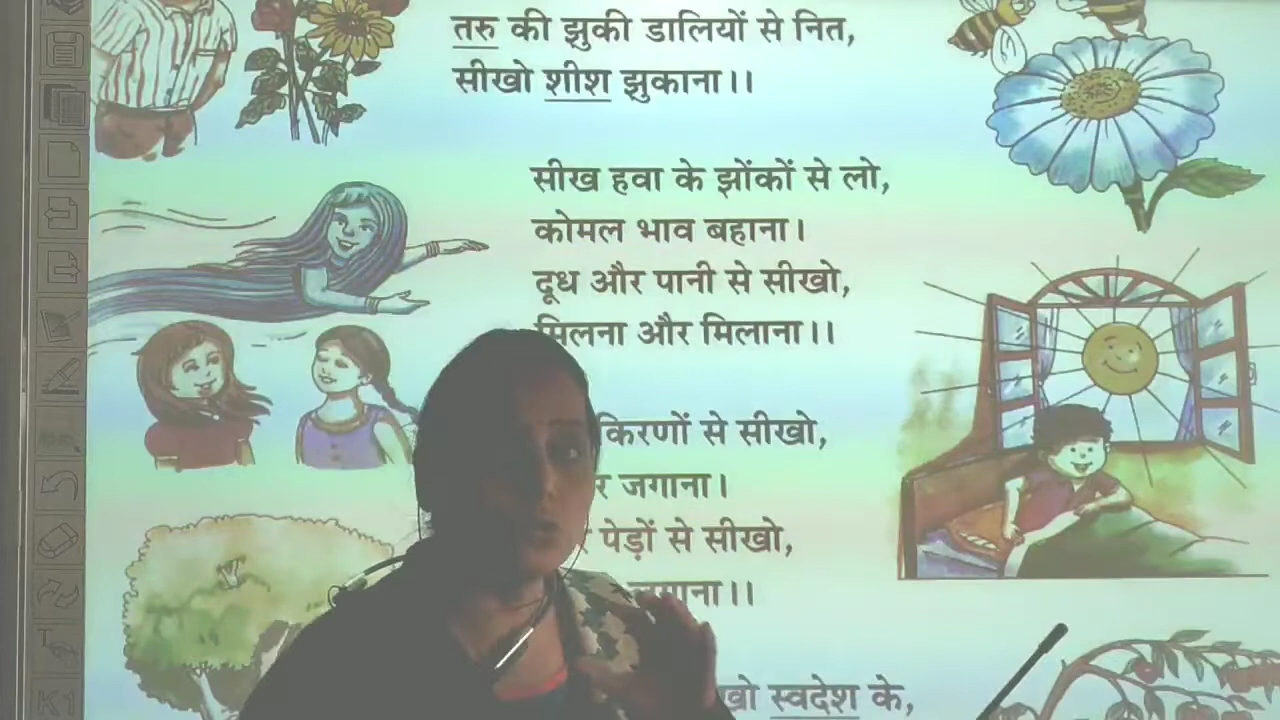 तरु की झुकी डालियों से नित,
सीखो शीश झुकाना।।
सीख हवा के झोंकों से लो,
कोमल भाव बहाना।
दूध और पानी से सीखो,
मिलना और मिलाना।।
किरणों से सीखो,
जगाना।
पेड़ों से सीखो,
स्वदेश के,